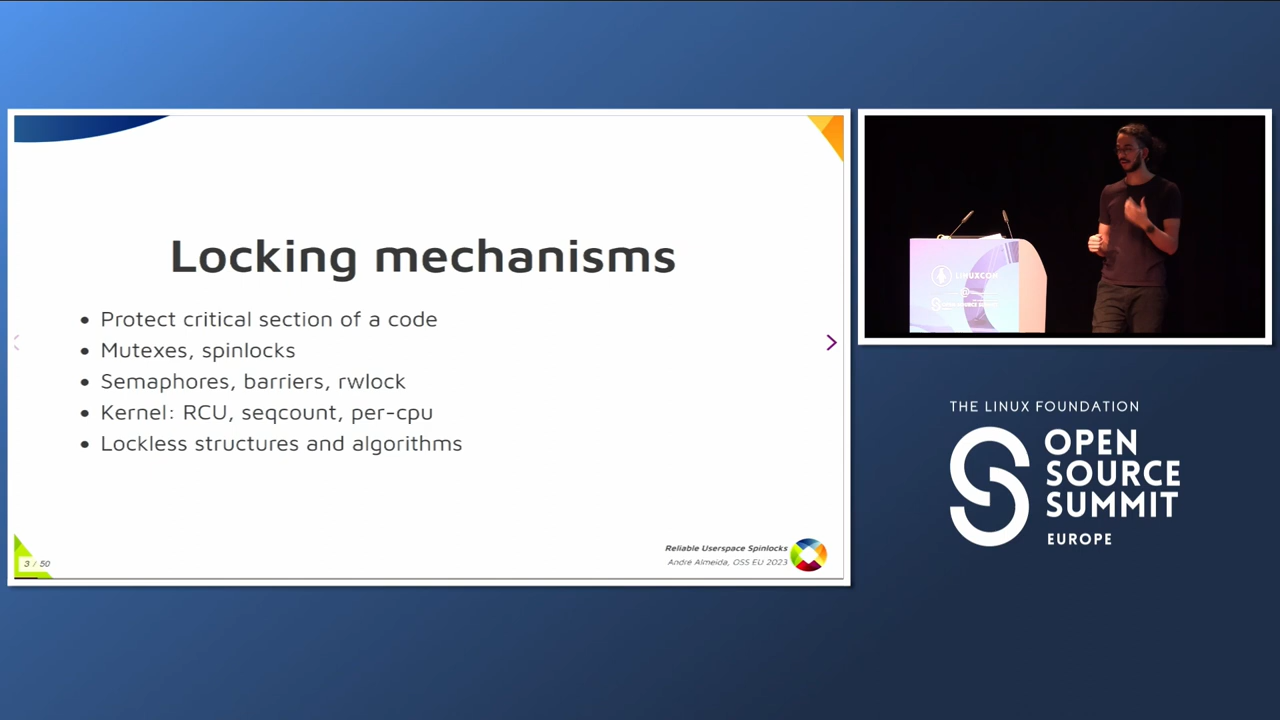 Locking mechanisms
Protect critical section of a code
Mutexes, spinlocks
Semaphores, barriers, rwlock
Kernel: RCU, seqcount, per-cpu
Lockless structures and algorithms
3 / 50
Reliable Userspace Spinlocks
André Almeida, OSS EU 2023
LINUXCON
THE LINUX FOUNDATION
OPEN
SOURCE
SUMMIT
EUROPE